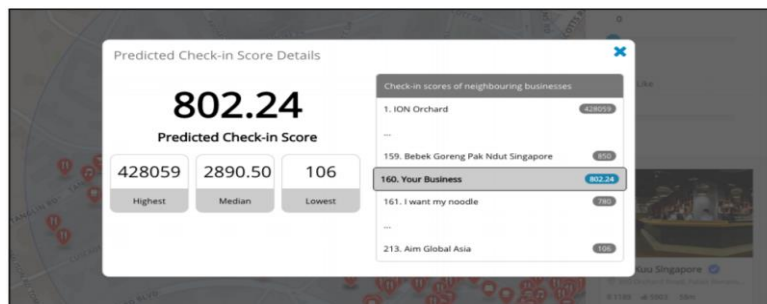 Predicted Check-in Score Details
802.24
Predicted Check-in Score
428059 2890.50 106
Highest Median Lowest
Check-in scores of neighbouring businesses
1. ION Orchard 428059
...
159. Bebek Goreng Pak Ndut Singapore 850
160. Your Business 802.24
161. I want my noodle 780
...
213. Aim Global Asia 106
Like
Kuu Singapore